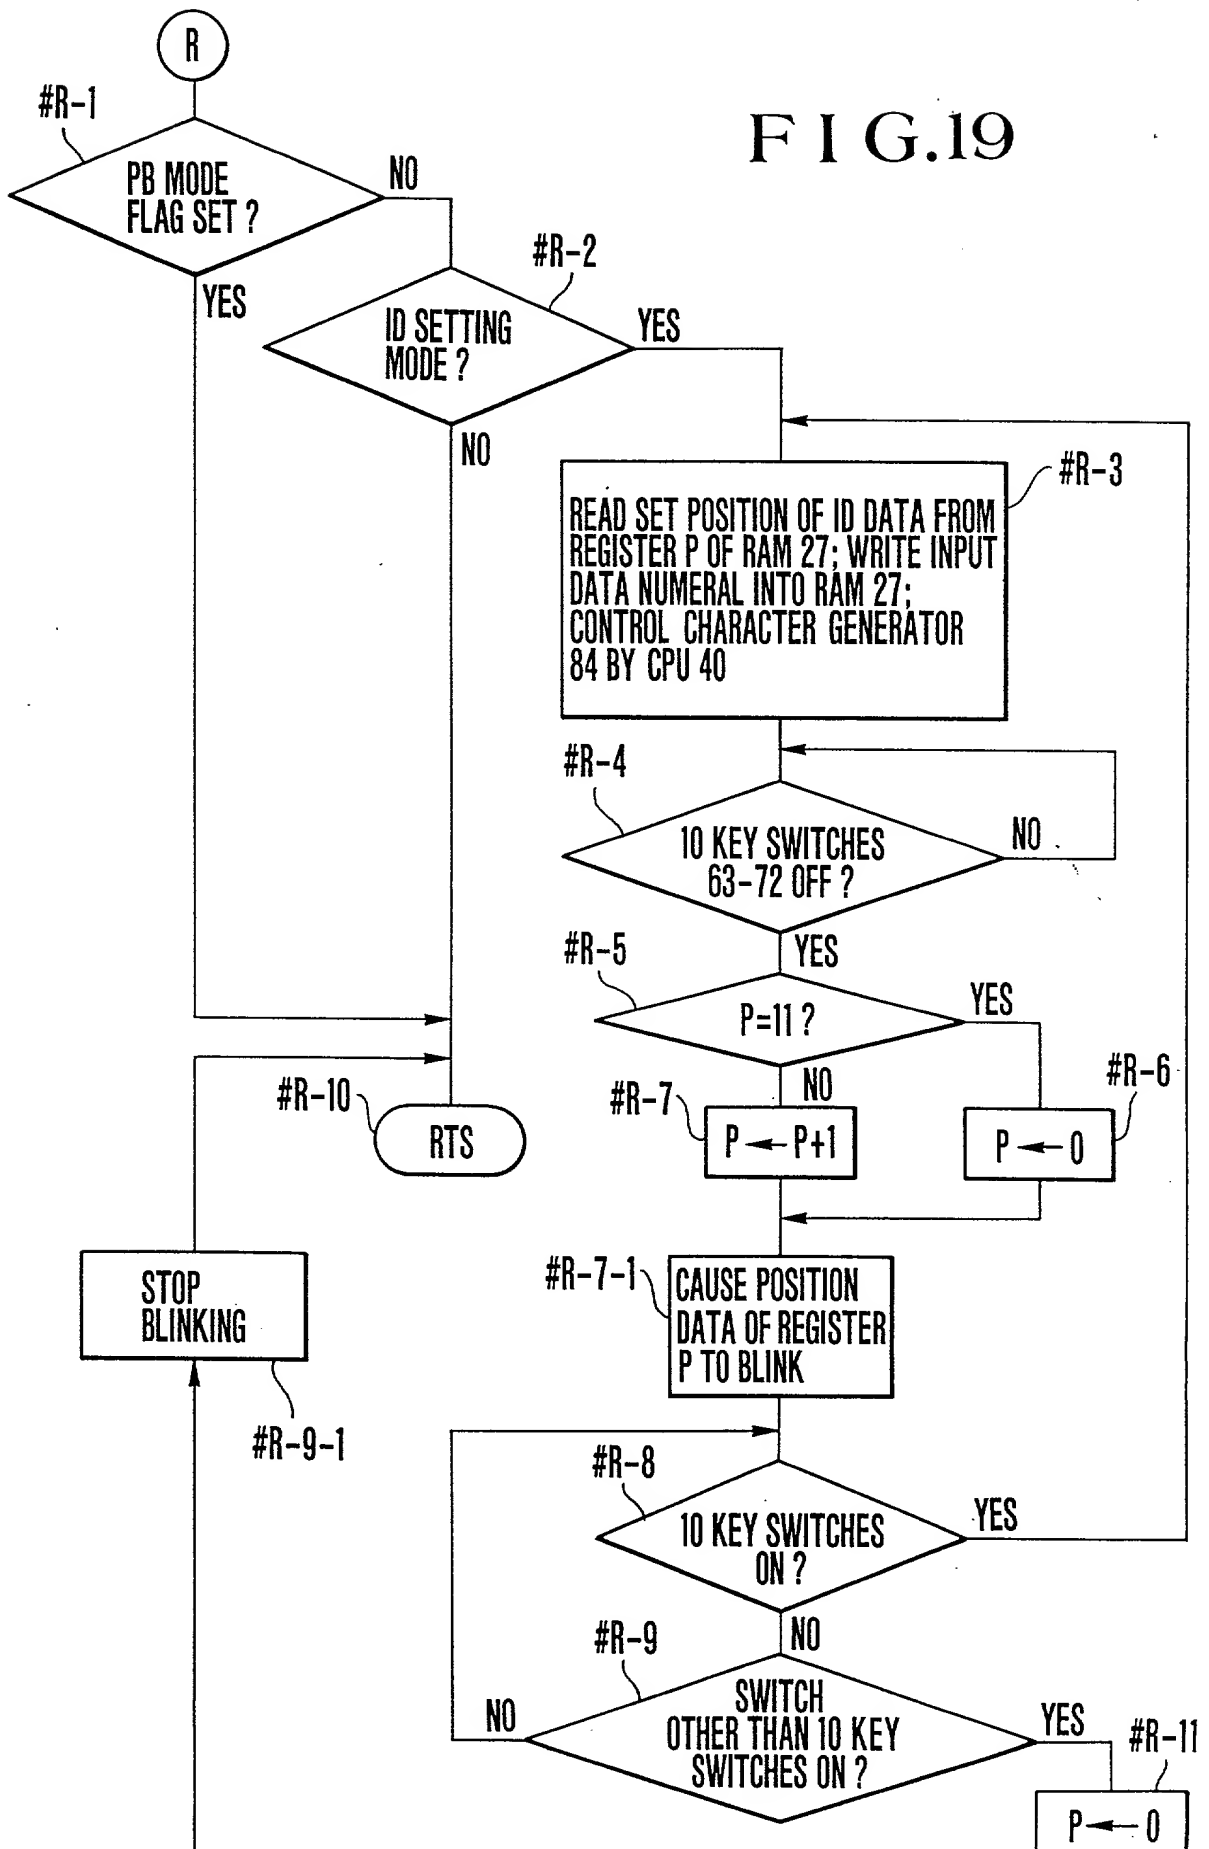 R
#R-1
FIG.19
PB MODE
FLAG SET ?
NO
YES
#R-2
ID SETTING
MODE ?
YES
NO
#R-3
READ SET POSITION OF ID DATA FROM
REGISTER P OF RAM 27; WRITE INPUT
DATA NUMERAL INTO RAM 27;
CONTROL CHARACTER GENERATOR
84 BY CPU 40
#R-4
10 KEY SWITCHES
63-72 OFF ?
NO
YES
#R-5
P=11 ?
YES
NO
#R-6
P ← 0
#R-7
P ← P+1
#R-10
RTS
#R-7-1
CAUSE POSITION
DATA OF REGISTER
P TO BLINK
STOP
BLINKING
#R-9-1
#R-8
10 KEY SWITCHES
ON ?
YES
NO
#R-9
SWITCH
OTHER THAN 10 KEY
SWITCHES ON ?
NO
YES
#R-11
P ← 0